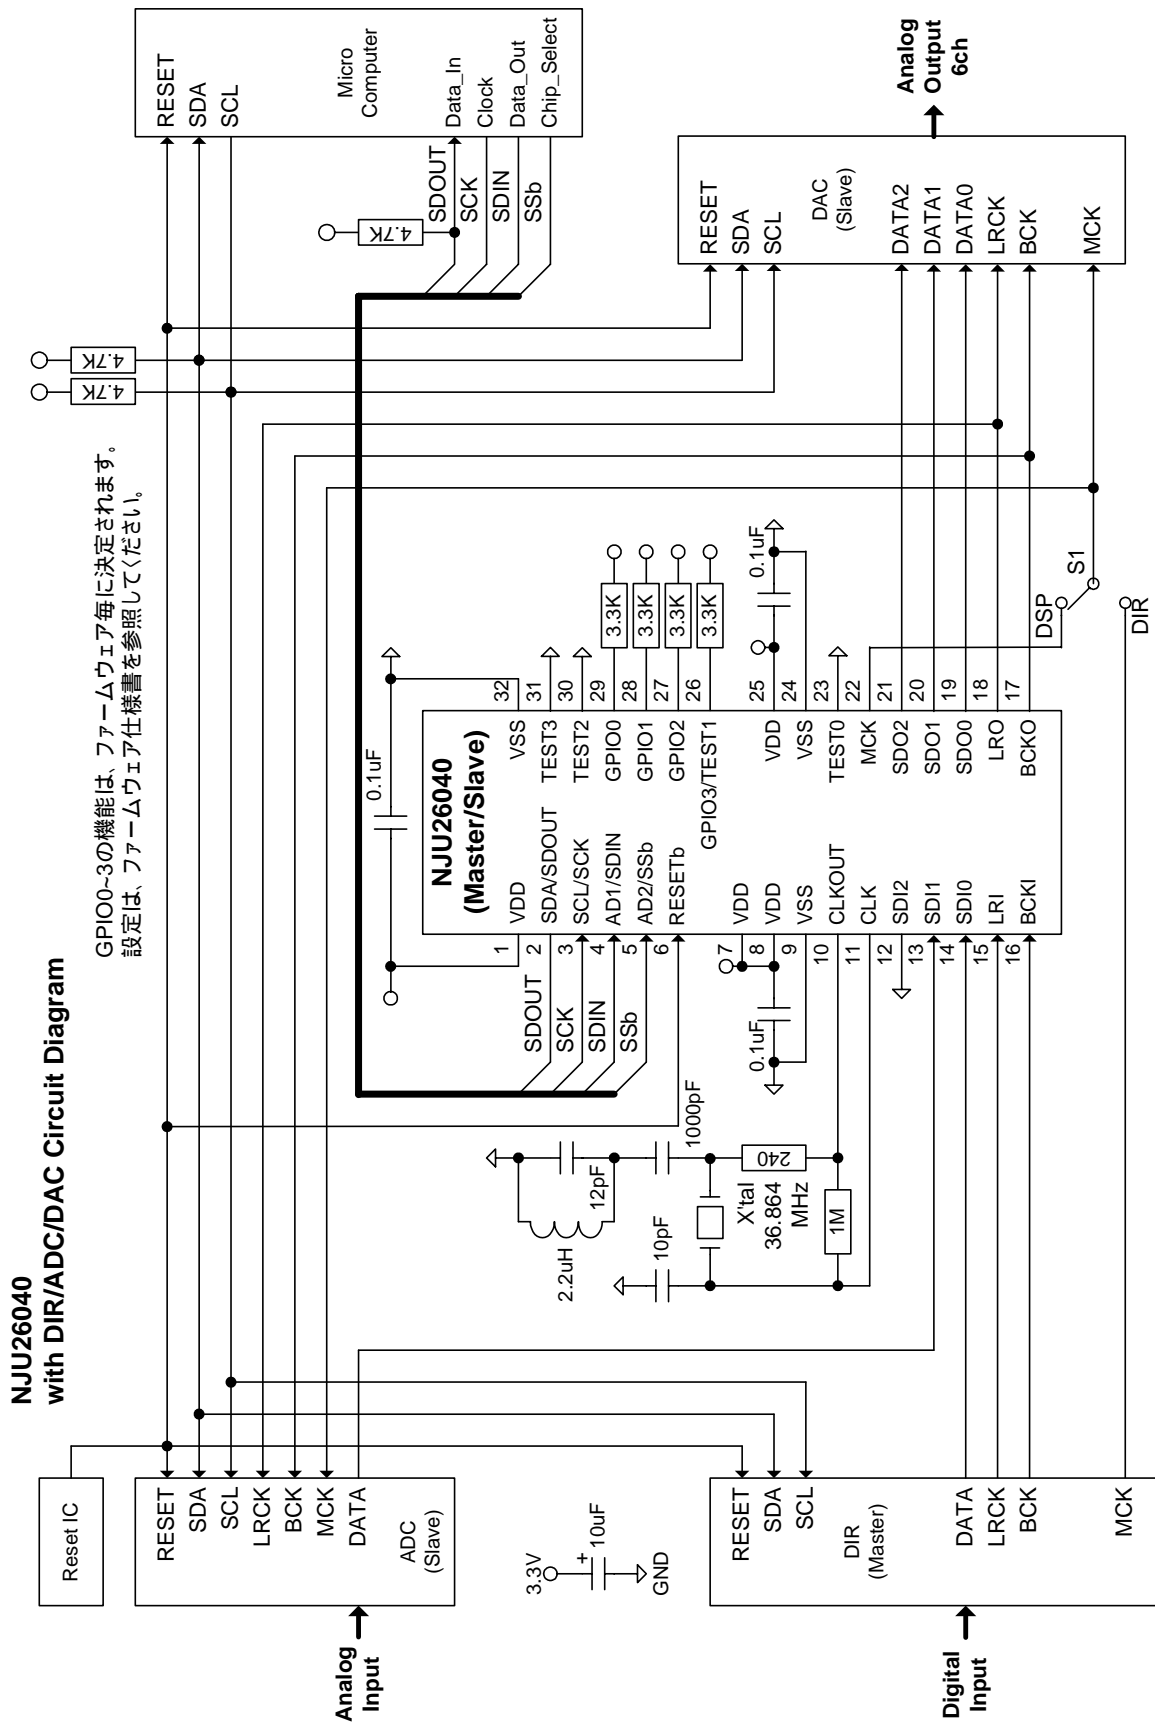 NJU26040
with DIR/ADC/DAC Circuit Diagram
GPIO0~3の機能は、ファームウェア毎に決定されます。
設定は、ファームウェア仕様書を参照してください。
Reset IC
RESET
SDA
SCL
LRCK
BCK
MCK
DATA
ADC
(Slave)
Analog
Input
3.3V
+
10uF
GND
RESET
SDA
SCL
DATA
LRCK
BCK
MCK
DIR
(Master)
Digital
Input
2.2uH
12pF
1000pF
10pF
X'tal
36.864
MHz
240
1M
SDOUT
SCK
SDIN
SSb
0.1uF
0.1uF
0.1uF
NJU26040
(Master/Slave)
1 VDD
2 SDA/SDOUT
3 SCL/SCK
4 AD1/SDIN
5 AD2/SSb
6 RESETb
7 VDD
8 VDD
9 VSS
10 CLKOUT
11 CLK
12 SDI2
13 SDI1
14 SDI0
15 LRI
16 BCKI
VSS 32
TEST3 31
TEST2 30
GPIO0 29
GPIO1 28
GPIO2 27
GPIO3/TEST1 26
VDD 25
VSS 24
TEST0 23
MCK 22
SDO2 21
SDO1 20
SDO0 19
LRO 18
BCKO 17
3.3K
3.3K
3.3K
3.3K
DSP
S1
DIR
4.7K
4.7K
4.7K
SDOUT
SCK
SDIN
SSb
RESET
SDA
SCL
Data_In
Clock
Data_Out
Chip_Select
Micro
Computer
RESET
SDA
SCL
DATA2
DATA1
DATA0
LRCK
BCK
MCK
DAC
(Slave)
Analog
Output
6ch